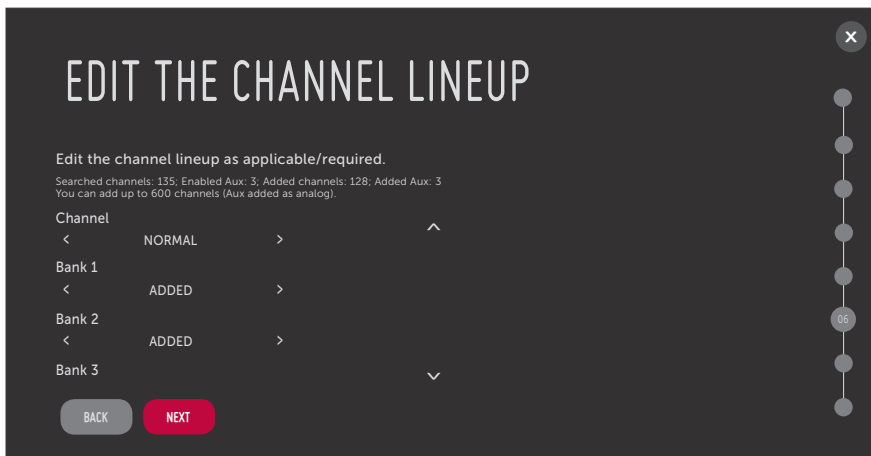 X
EDIT THE CHANNEL LINEUP
Edit the channel lineup as applicable/required.
Searched channels: 135; Enabled Aux: 3; Added channels: 128; Added Aux: 3
You can add up to 600 channels (Aux added as analog).
Channel
< NORMAL >
Bank 1
< ADDED >
Bank 2
< ADDED >
Bank 3
06
BACK NEXT